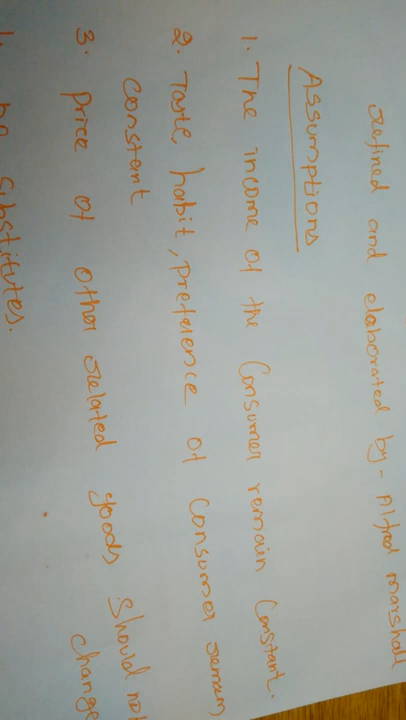 Refined and elaborated by - Alfred marshall
Assumptions
1. The income of the Consumer remain Constant.
2. Taste, habit, preference of Consumer remain
Constant
3. Price of other related goods Should not
change
no Substitutes.